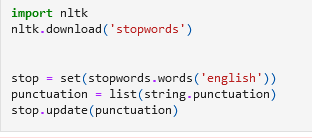 import nltk
nltk.download('stopwords')
stop = set(stopwords.words('english'))
punctuation = list(string.punctuation)
stop.update(punctuation)